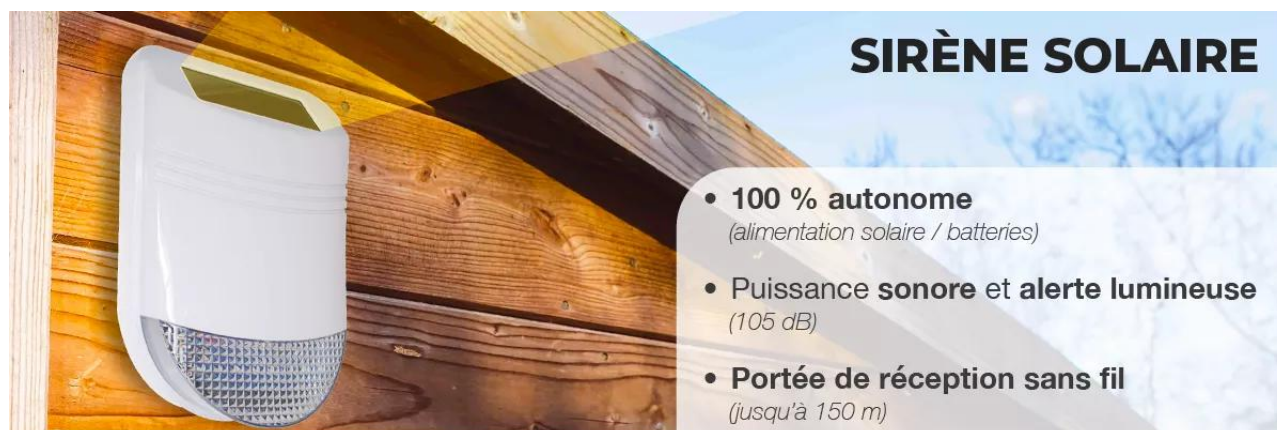 SIRÈNE SOLAIRE
• 100 % autonome
(alimentation solaire / batteries)
• Puissance sonore et alerte lumineuse
(105 dB)
• Portée de réception sans fil
(jusqu'à 150 m)